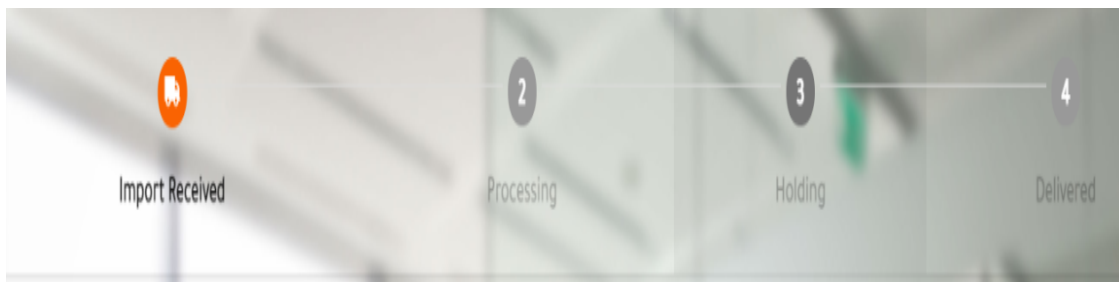 2
3
4
Import Received
Processing
Holding
Delivered